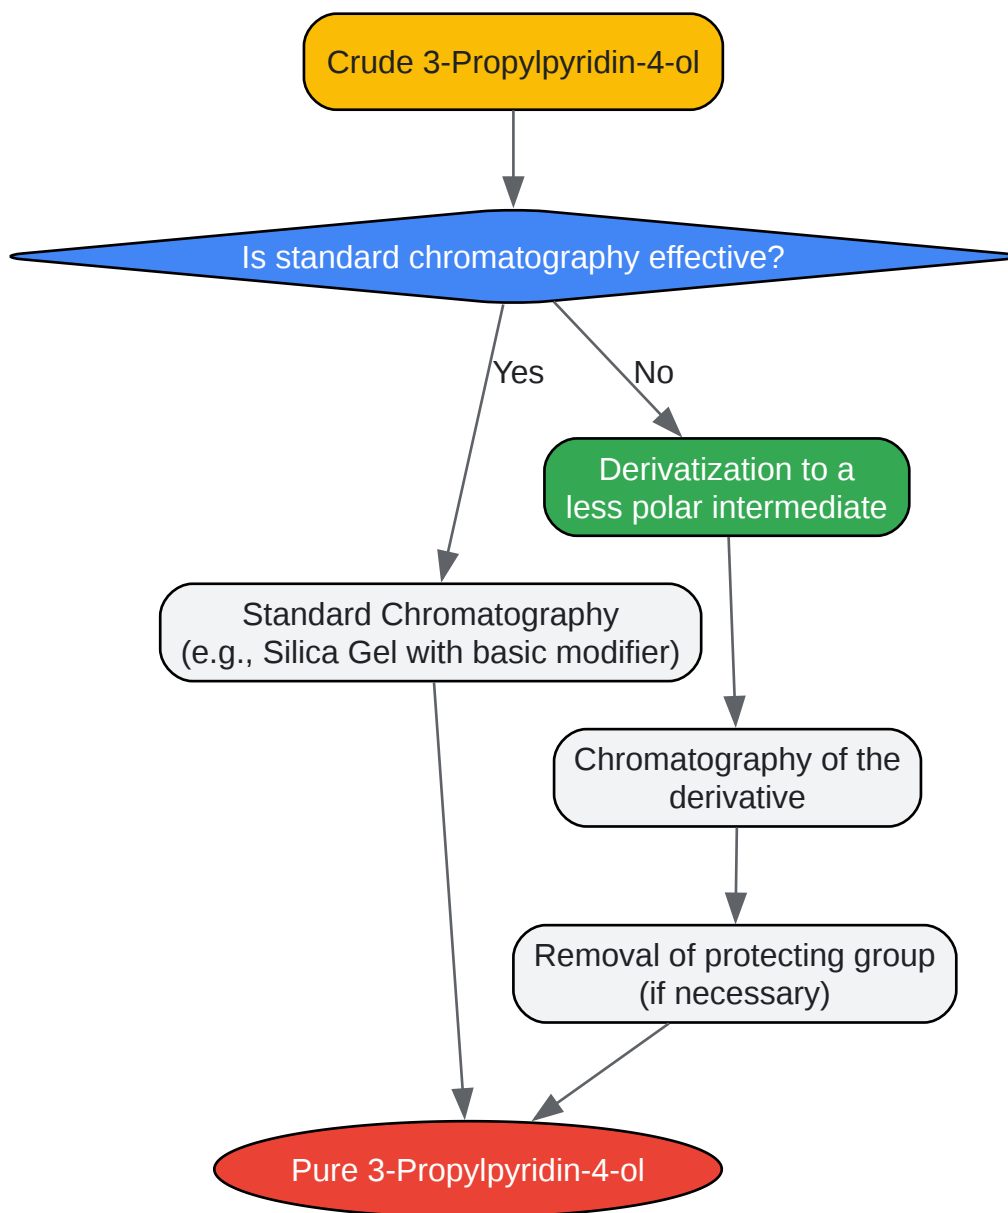 Crude 3-Propylpyridin-4-ol
Is standard chromatography effective?
Yes
No
Derivatization to a
less polar intermediate
Standard Chromatography
(e.g., Silica Gel with basic modifier)
Chromatography of the
derivative
Removal of protecting group
(if necessary)
Pure 3-Propylpyridin-4-ol